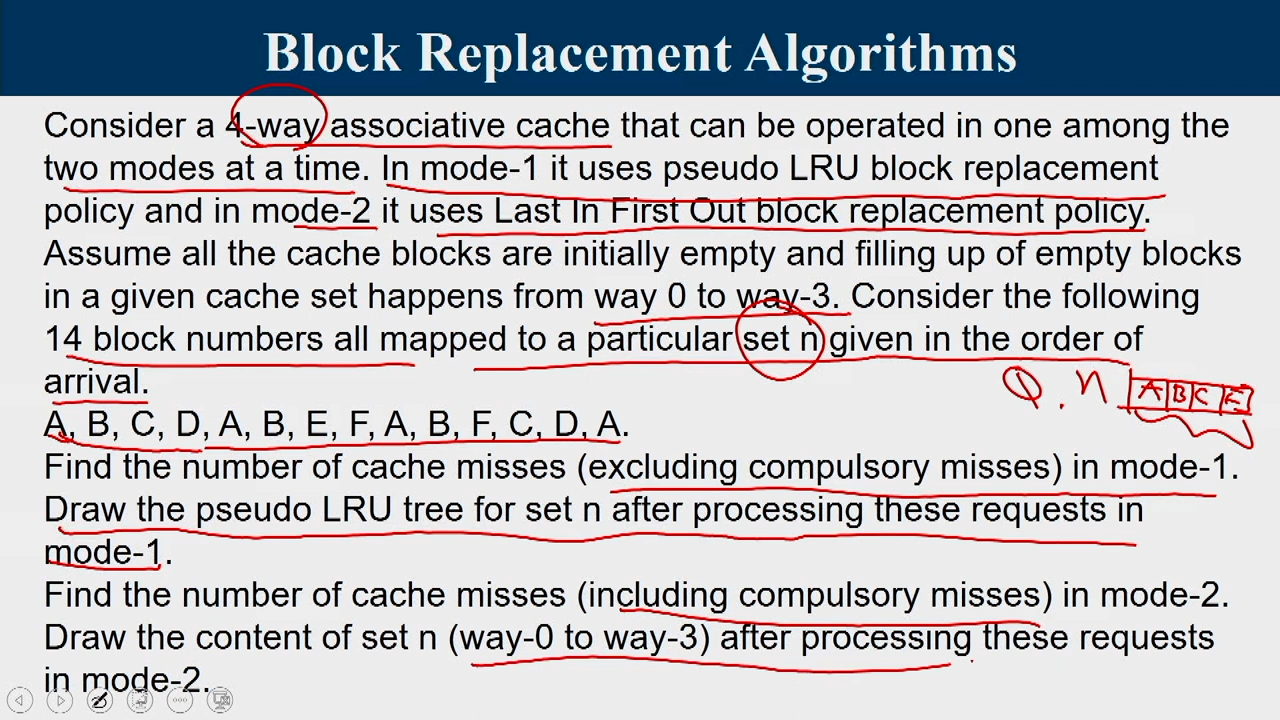 Block Replacement Algorithms
Consider a 4-way associative cache that can be operated in one among the
two modes at a time. In mode-1 it uses pseudo LRU block replacement
policy and in mode-2 it uses Last In First Out block replacement policy.
Assume all the cache blocks are initially empty and filling up of empty blocks
in a given cache set happens from way 0 to way-3. Consider the following
14 block numbers all mapped to a particular set n given in the order of
arrival.
Q. n A B C E
A, B, C, D, A, B, E, F, A, B, F, C, D, A.
Find the number of cache misses (excluding compulsory misses) in mode-1.
Draw the pseudo LRU tree for set n after processing these requests in
mode-1.
Find the number of cache misses (including compulsory misses) in mode-2.
Draw the content of set n (way-0 to way-3) after processing these requests
in mode-2.